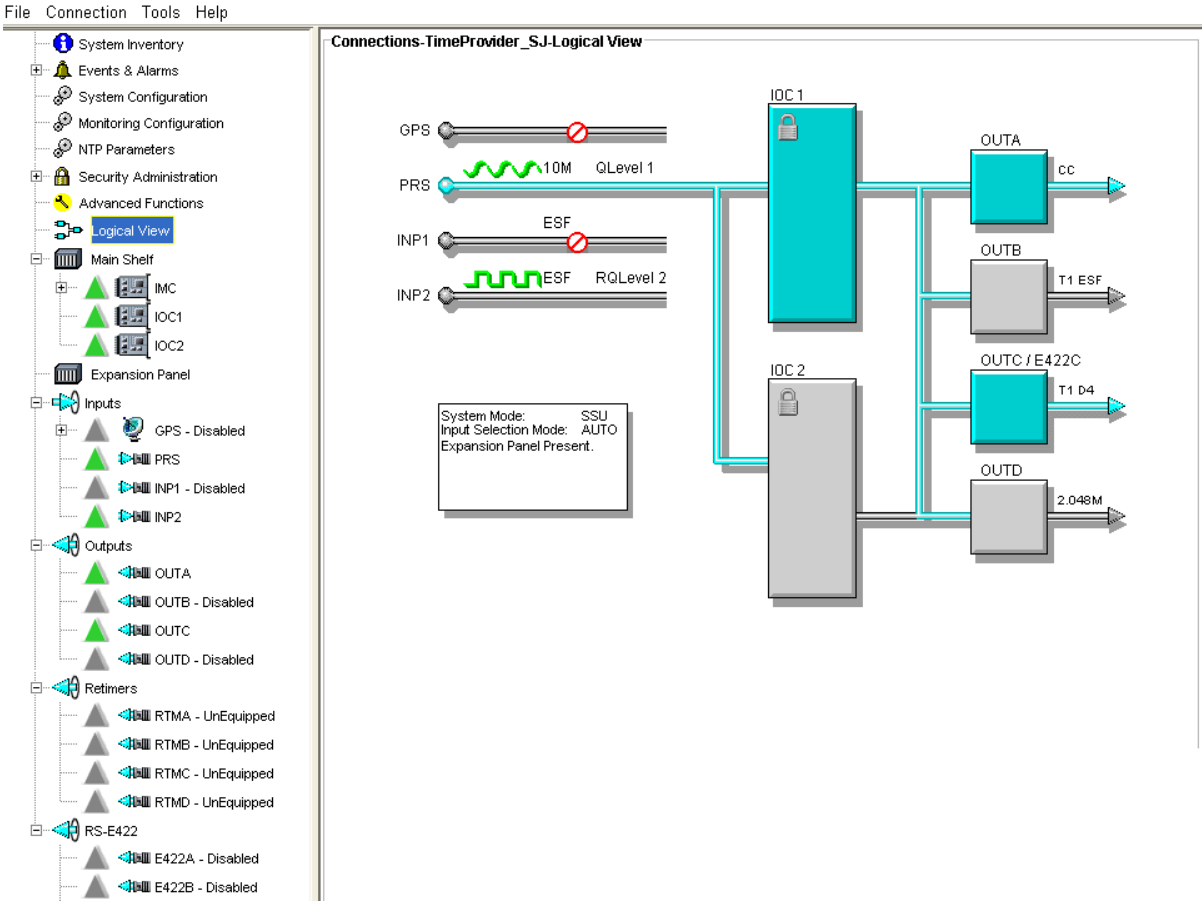 File Connection Tools Help
System Inventory
Events & Alarms
System Configuration
Monitoring Configuration
NTP Parameters
Security Administration
Advanced Functions
Logical View
Main Shelf
IMC
IOC1
IOC2
Expansion Panel
Inputs
GPS - Disabled
PRS
INP1 - Disabled
INP2
Outputs
OUTA
OUTB - Disabled
OUTC
OUTD - Disabled
Retimers
RTMA - UnEquipped
RTMB - UnEquipped
RTMC - UnEquipped
RTMD - UnEquipped
RS-E422
E422A - Disabled
E422B - Disabled
Connections-TimeProvider_SJ-Logical View
GPS
PRS 10M QLevel 1
INP1 ESF
INP2 ESF RQLevel 2
System Mode: SSU
Input Selection Mode: AUTO
Expansion Panel Present.
IOC 1
IOC 2
OUTA
CC
OUTB
T1 ESF
OUTC / E422C
T1 D4
OUTD
2.048M